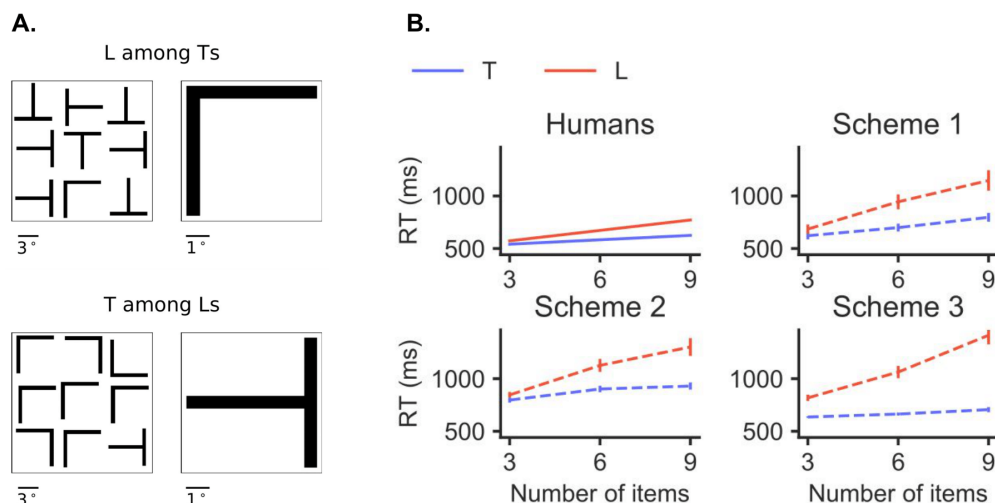 A.
L among Ts
3°
1°
T among Ls
3°
1°
B.
T L
Humans
RT (ms)
1000
500
3 6 9
Scheme 1
1000
500
3 6 9
Scheme 2
RT (ms)
1000
500
3 6 9
Number of items
Scheme 3
1000
500
3 6 9
Number of items